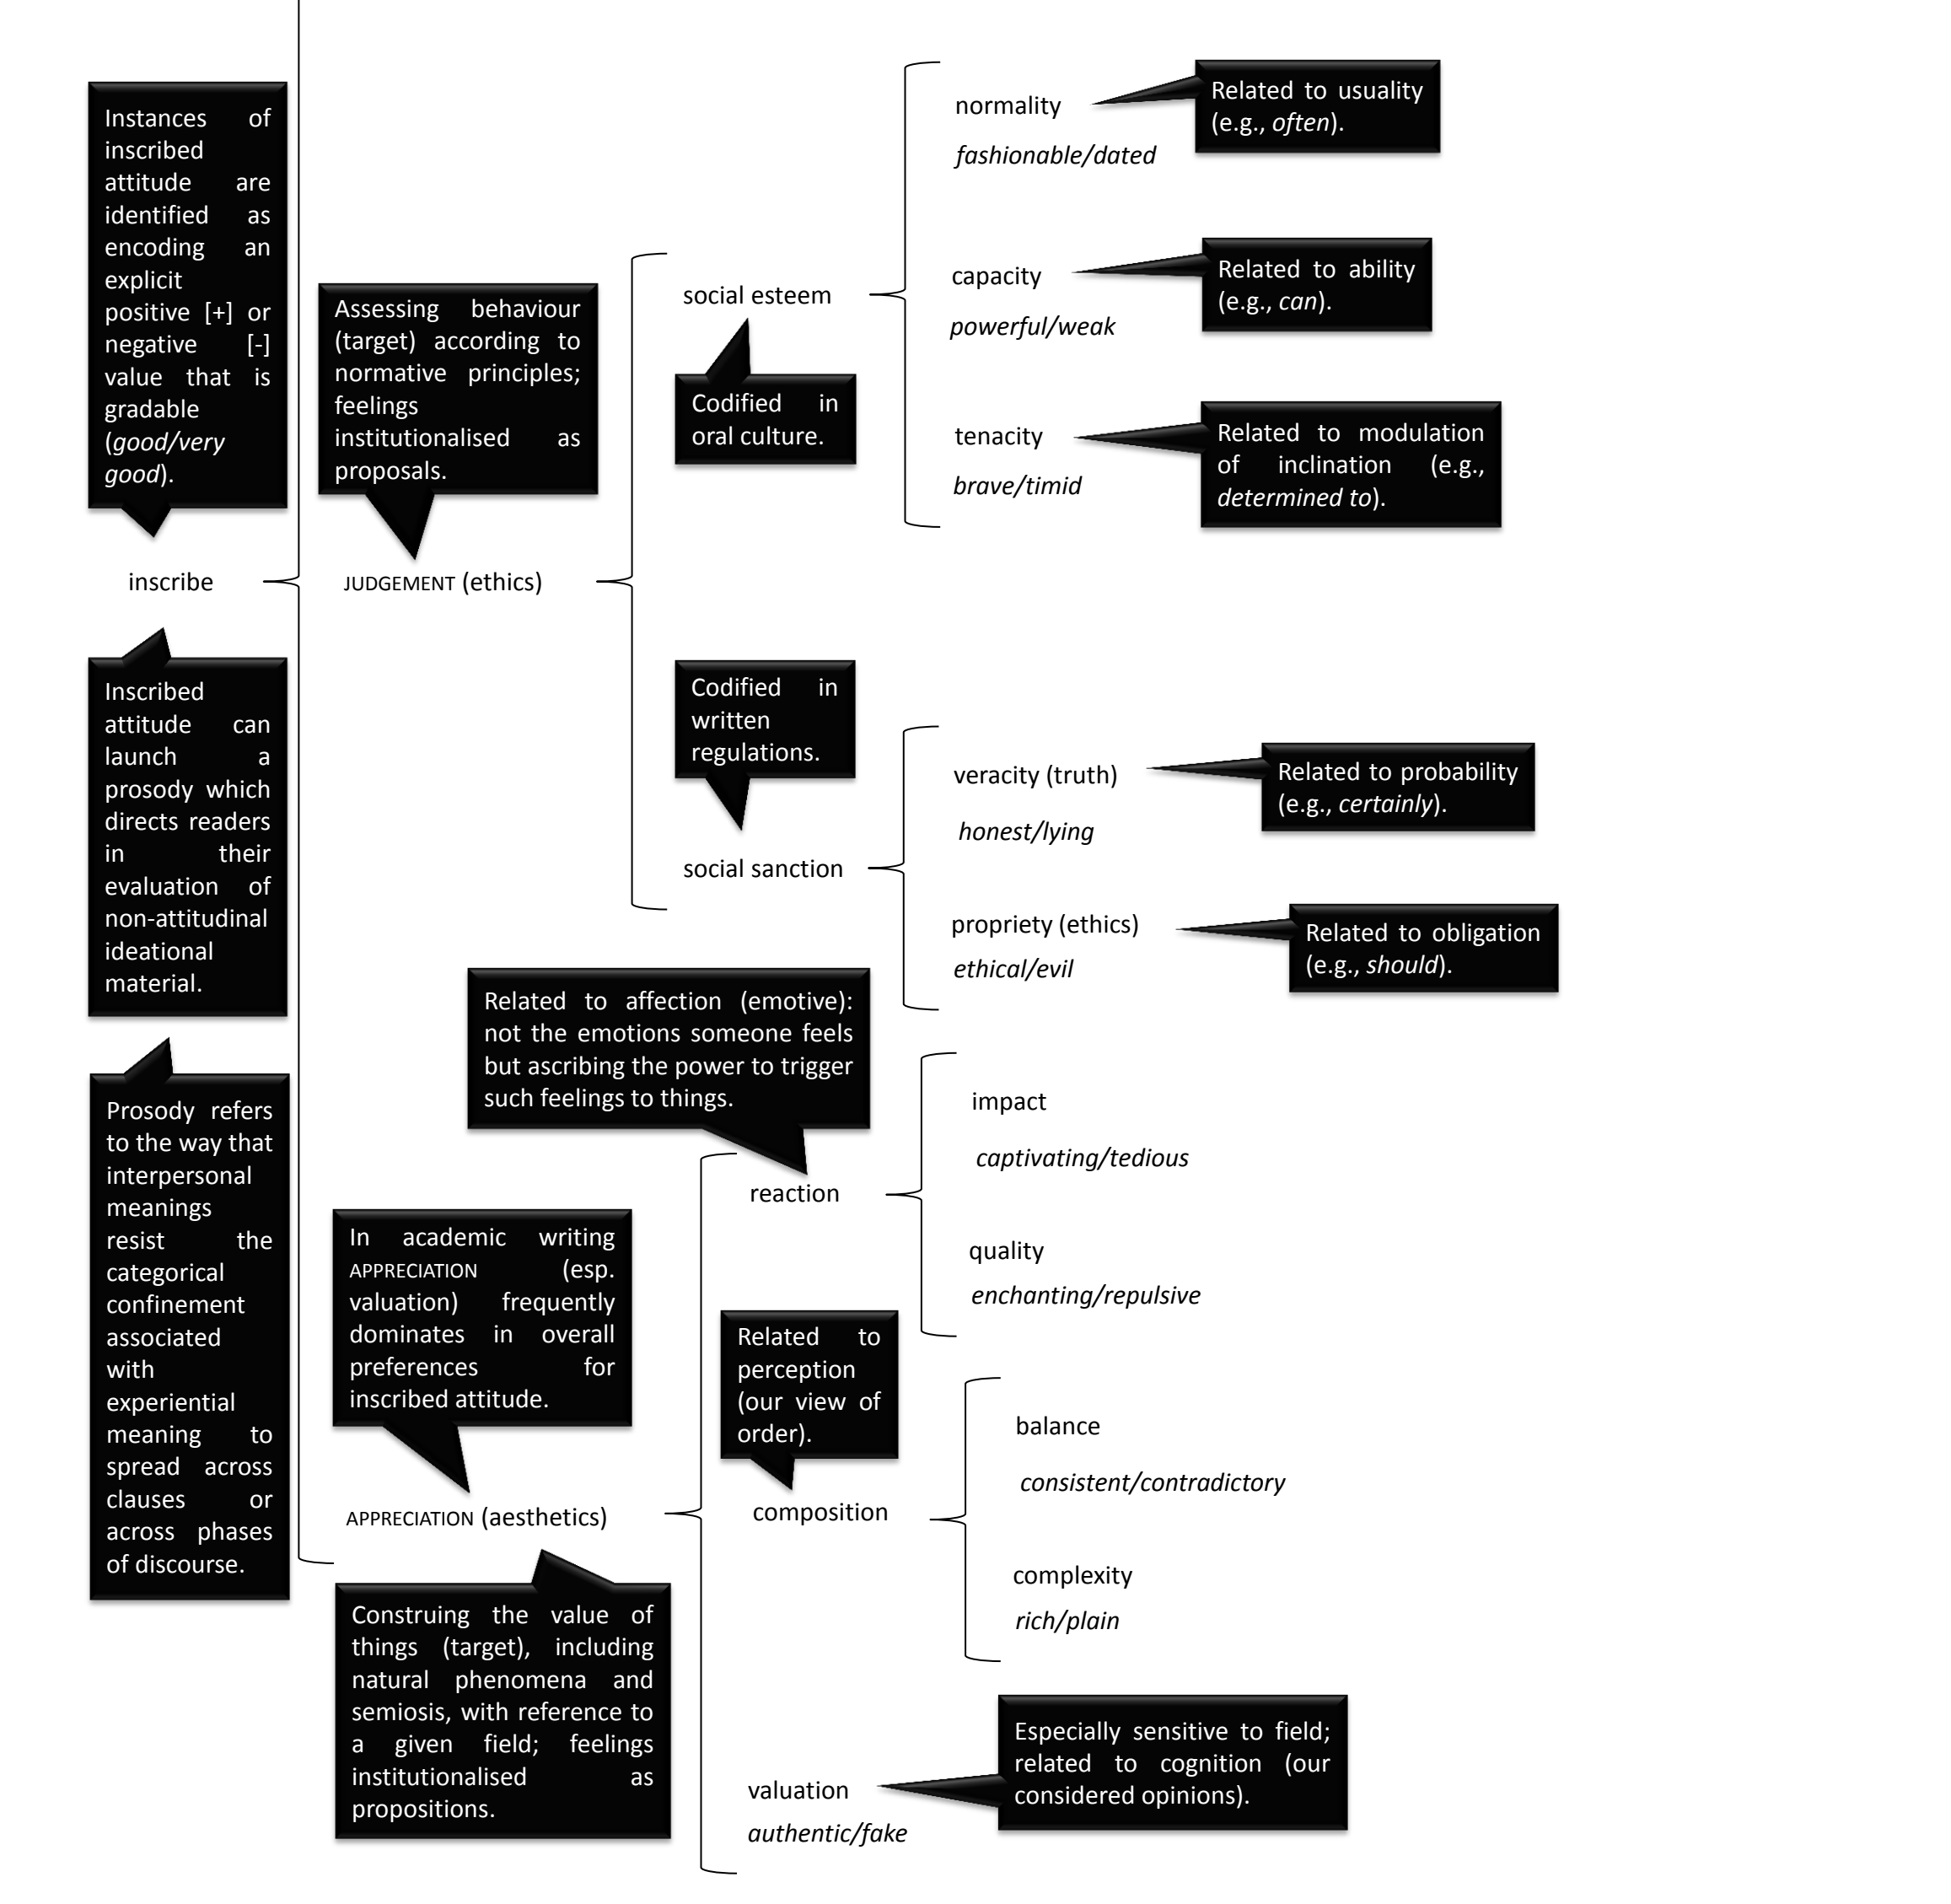 Instances of
inscribed
attitude are
identified as
encoding an
explicit
positive [+] or
negative [-]
value that is
gradable
(good/very
good).
inscribe
Inscribed
attitude can
launch a
prosody which
directs readers
in their
evaluation of
non-attitudinal
ideational
material.
Prosody refers
to the way that
interpersonal
meanings
resist the
categorical
confinement
associated
with
experiential
meaning to
spread across
clauses or
across phases
of discourse.
Assessing behaviour
(target) according to
normative principles;
feelings
institutionalised as
proposals.
JUDGEMENT (ethics)
social esteem
Codified in
oral culture.
normality
fashionable/dated
Related to usuality
(e.g., often).
capacity
powerful/weak
Related to ability
(e.g., can).
tenacity
brave/timid
Related to modulation
of inclination (e.g.,
determined to).
Codified in
written
regulations.
social sanction
veracity (truth)
honest/lying
Related to probability
(e.g., certainly).
propriety (ethics)
ethical/evil
Related to obligation
(e.g., should).
In academic writing
APPRECIATION (esp.
valuation) frequently
dominates in overall
preferences for
inscribed attitude.
APPRECIATION (aesthetics)
Construing the value of
things (target), including
natural phenomena and
semiosis, with reference to
a given field; feelings
institutionalised as
propositions.
Related to affection (emotive):
not the emotions someone feels
but ascribing the power to trigger
such feelings to things.
reaction
impact
captivating/tedious
quality
enchanting/repulsive
Related to
perception
(our view of
order).
composition
balance
consistent/contradictory
complexity
rich/plain
valuation
authentic/fake
Especially sensitive to field;
related to cognition (our
considered opinions).